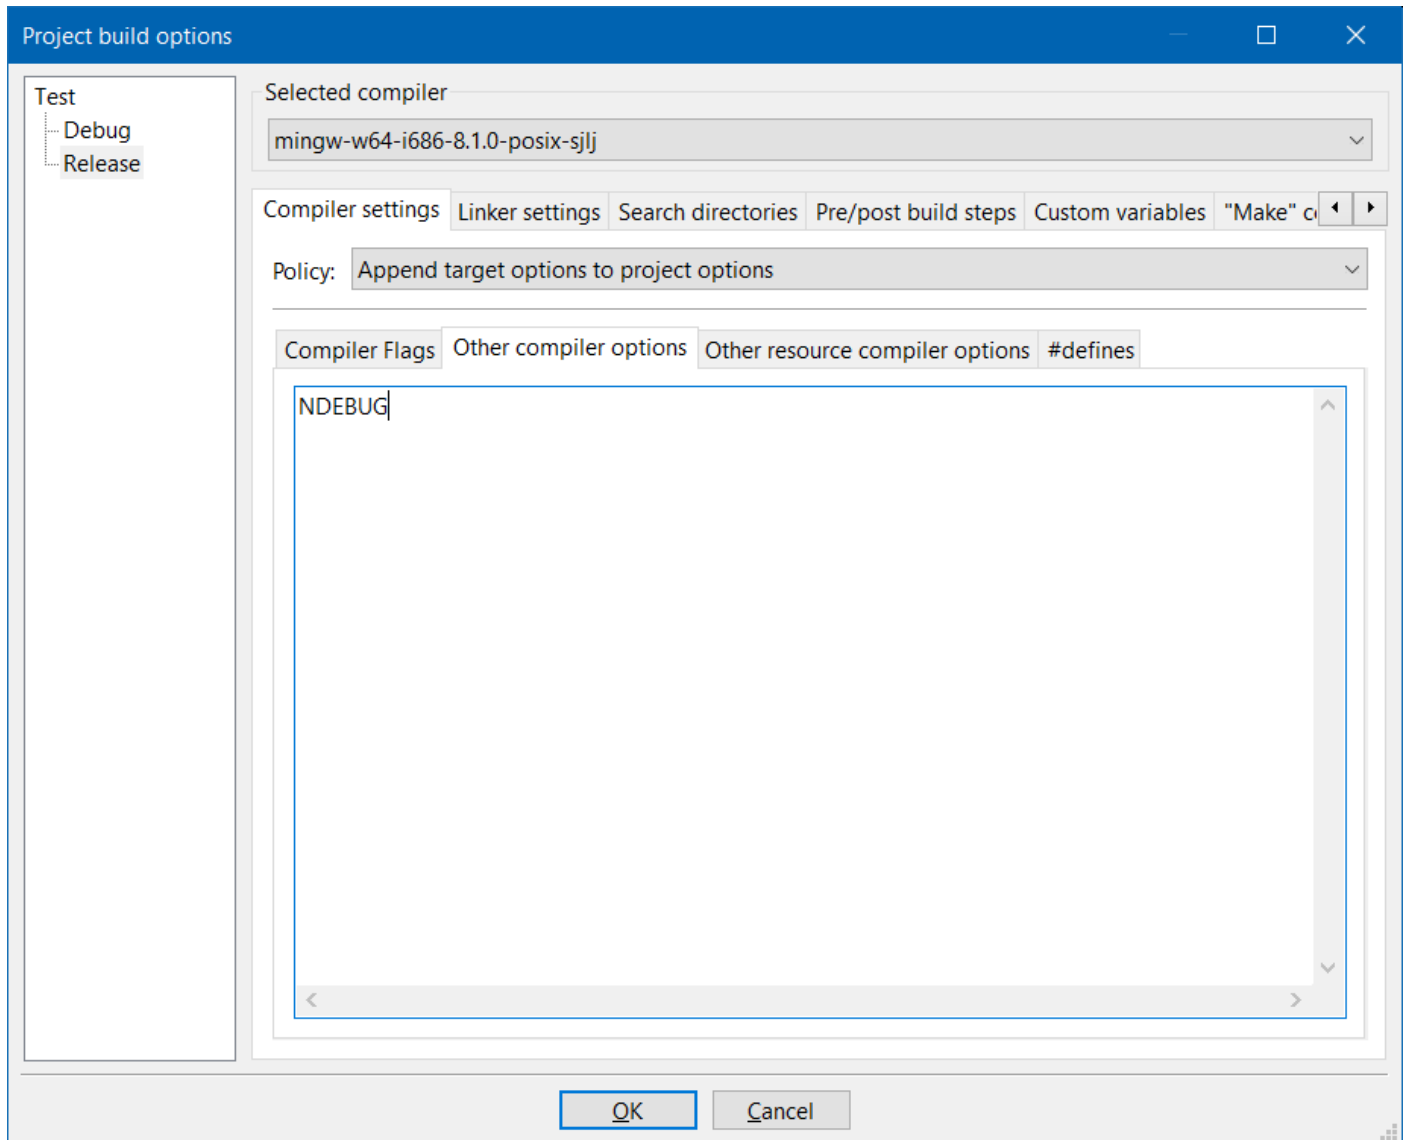 Project build options
Test
Debug
Release
Selected compiler
mingw-w64-i686-8.1.0-posix-sjlj
Compiler settings Linker settings Search directories Pre/post build steps Custom variables "Make" c
Policy: Append target options to project options
Compiler Flags Other compiler options Other resource compiler options #defines
NDEBUG
OK Cancel